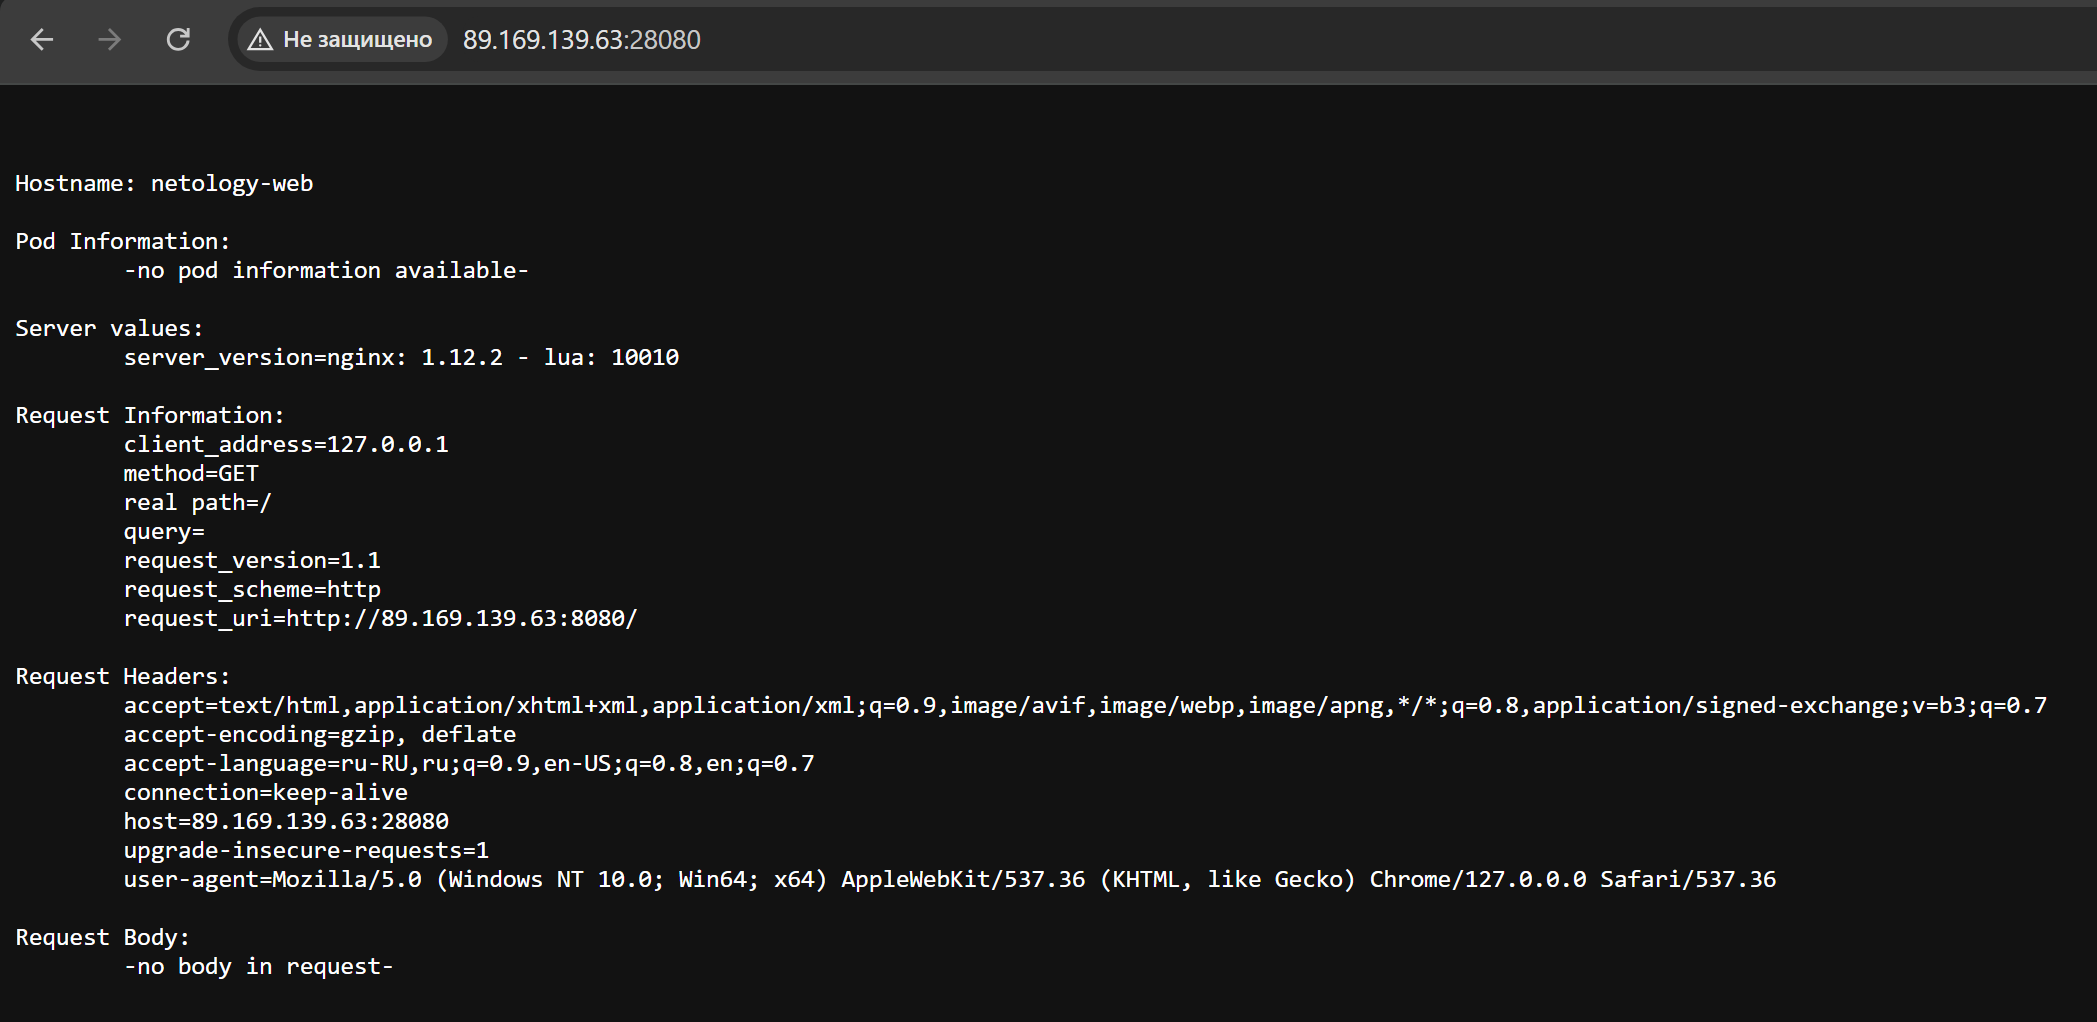 Не защищено 89.169.139.63:28080
Hostname: netology-web
Pod Information:
-no pod information available-
Server values:
server_version=nginx: 1.12.2 - lua: 10010
Request Information:
client_address=127.0.0.1
method=GET
real path=/
query=
request_version=1.1
request_scheme=http
request_uri=http://89.169.139.63:8080/
Request Headers:
accept=text/html,application/xhtml+xml,application/xml;q=0.9,image/avif,image/webp,image/apng,*/*;q=0.8,application/signed-exchange;v=b3;q=0.7
accept-encoding=gzip, deflate
accept-language=ru-RU,ru;q=0.9,en-US;q=0.8,en;q=0.7
connection=keep-alive
host=89.169.139.63:28080
upgrade-insecure-requests=1
user-agent=Mozilla/5.0 (Windows NT 10.0; Win64; x64) AppleWebKit/537.36 (KHTML, like Gecko) Chrome/127.0.0.0 Safari/537.36
Request Body:
-no body in request-